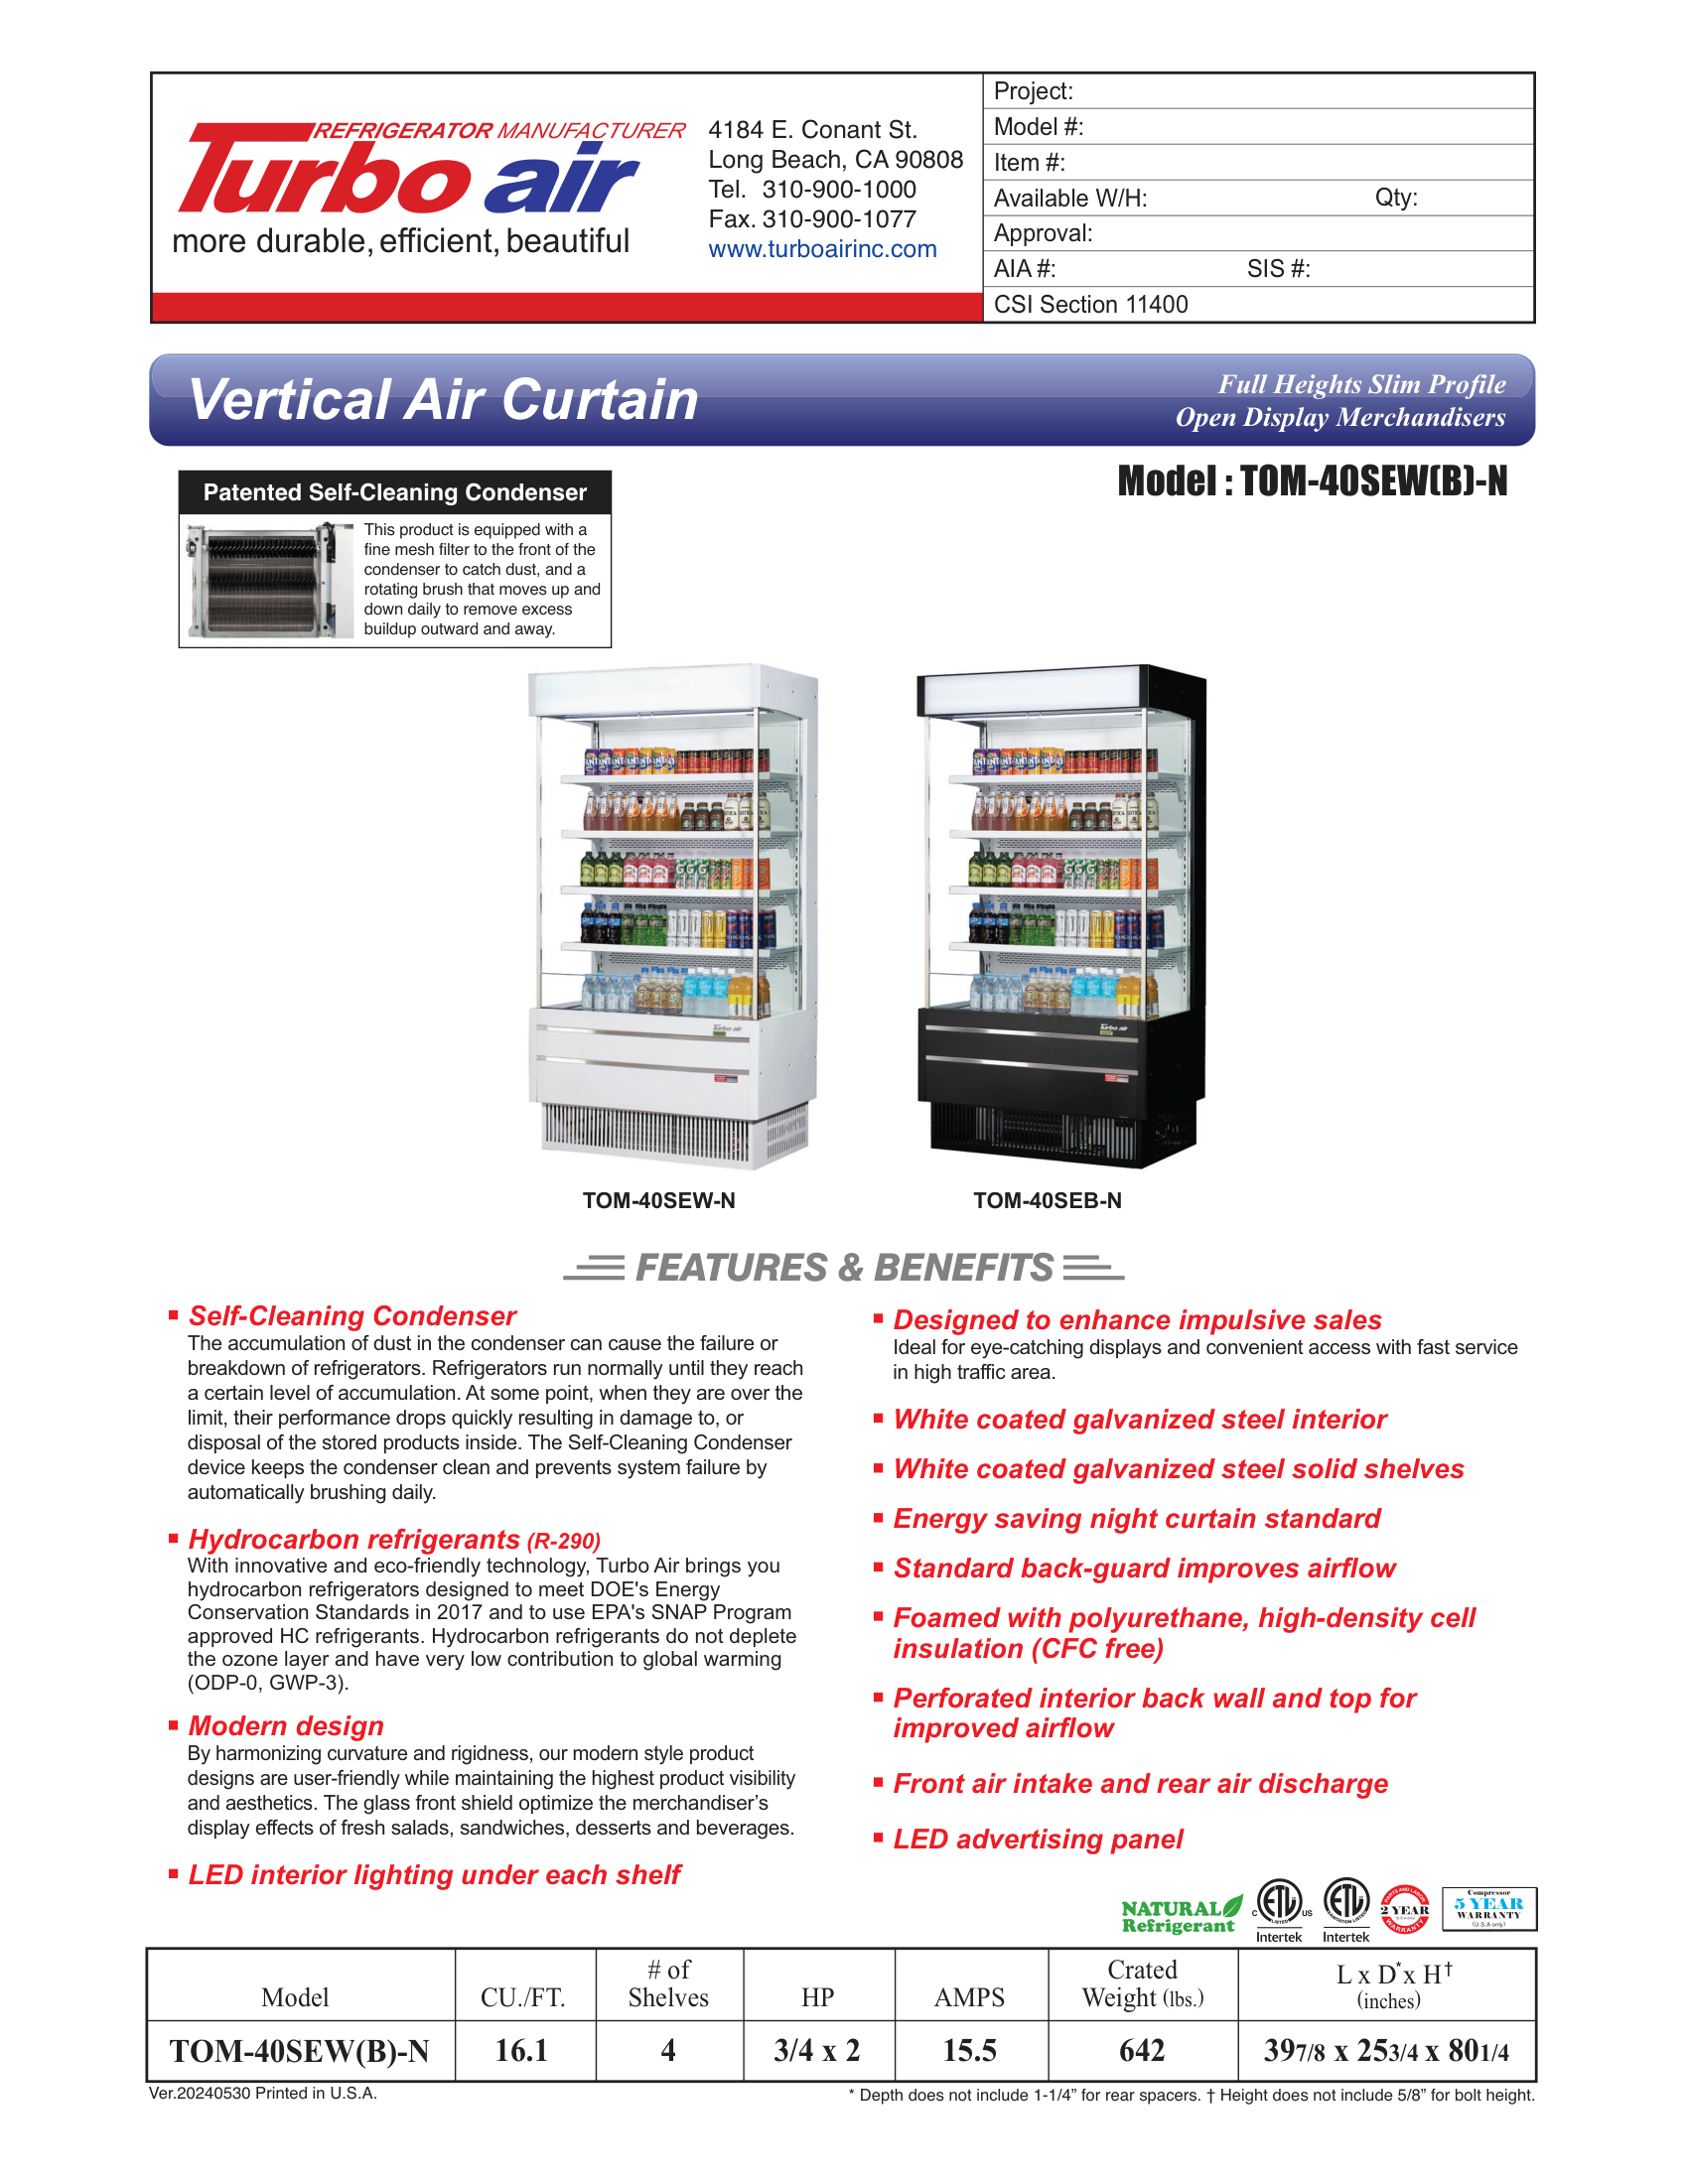 REFRIGERATOR MANUFACTURER
Turbo air
more durable, efficient, beautiful
4184 E. Conant St.
Long Beach, CA 90808
Tel. 310-900-1000
Fax. 310-900-1077
www.turboairinc.com
Project:
Model #:
Item #:
Available W/H: Qty:
Approval:
AIA #: SIS #:
CSI Section 11400
Vertical Air Curtain
Full Heights Slim Profile
Open Display Merchandisers
Model : TOM-40SEW(B)-N
Patented Self-Cleaning Condenser
This product is equipped with a
fine mesh filter to the front of the
condenser to catch dust, and a
rotating brush that moves up and
down daily to remove excess
buildup outward and away.
Turbo air
Turbo air
TOM-40SEW-N
TOM-40SEB-N
FEATURES & BENEFITS
▪ Self-Cleaning Condenser
The accumulation of dust in the condenser can cause the failure or
breakdown of refrigerators. Refrigerators run normally until they reach
a certain level of accumulation. At some point, when they are over the
limit, their performance drops quickly resulting in damage to, or
disposal of the stored products inside. The Self-Cleaning Condenser
device keeps the condenser clean and prevents system failure by
automatically brushing daily.
▪ Hydrocarbon refrigerants (R-290)
With innovative and eco-friendly technology, Turbo Air brings you
hydrocarbon refrigerators designed to meet DOE's Energy
Conservation Standards in 2017 and to use EPA's SNAP Program
approved HC refrigerants. Hydrocarbon refrigerants do not deplete
the ozone layer and have very low contribution to global warming
(ODP-0, GWP-3).
▪ Modern design
By harmonizing curvature and rigidness, our modern style product
designs are user-friendly while maintaining the highest product visibility
and aesthetics. The glass front shield optimize the merchandiser’s
display effects of fresh salads, sandwiches, desserts and beverages.
▪ LED interior lighting under each shelf
▪ Designed to enhance impulsive sales
Ideal for eye-catching displays and convenient access with fast service
in high traffic area.
▪ White coated galvanized steel interior
▪ White coated galvanized steel solid shelves
▪ Energy saving night curtain standard
▪ Standard back-guard improves airflow
▪ Foamed with polyurethane, high-density cell
insulation (CFC free)
▪ Perforated interior back wall and top for
improved airflow
▪ Front air intake and rear air discharge
▪ LED advertising panel
NATURAL
Refrigerant
C ETL US
LISTED
Intertek
ETL
SANITATION LISTED
Intertek
PARTS AND LABOR
2 YEAR
(U.S.A only)
WARRANTY
Compressor
5 YEAR
WARRANTY
(U.S.A only)
Model CU./FT. # of Shelves HP AMPS Crated Weight (lbs.) L x D* x H† (inches)
TOM-40SEW(B)-N 16.1 4 3/4 x 2 15.5 642 397/8 x 253/4 x 801/4
Ver.20240530 Printed in U.S.A.
* Depth does not include 1-1/4” for rear spacers. † Height does not include 5/8” for bolt height.